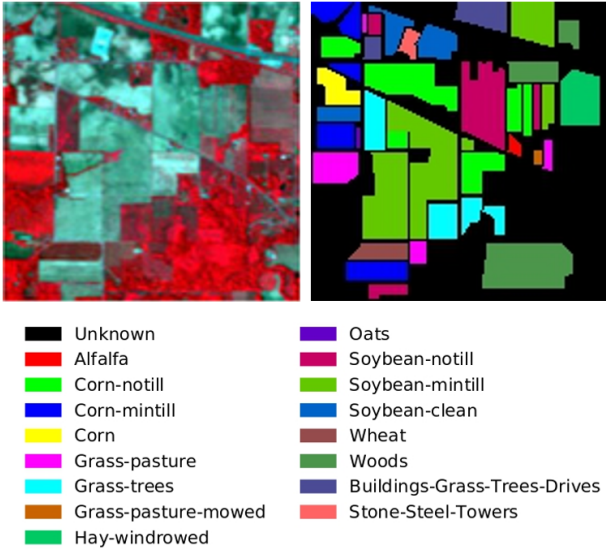 Unknown
Alfalfa
Corn-notill
Corn-mintill
Corn
Grass-pasture
Grass-trees
Grass-pasture-mowed
Hay-windrowed
Oats
Soybean-notill
Soybean-mintill
Soybean-clean
Wheat
Woods
Buildings-Grass-Trees-Drives
Stone-Steel-Towers